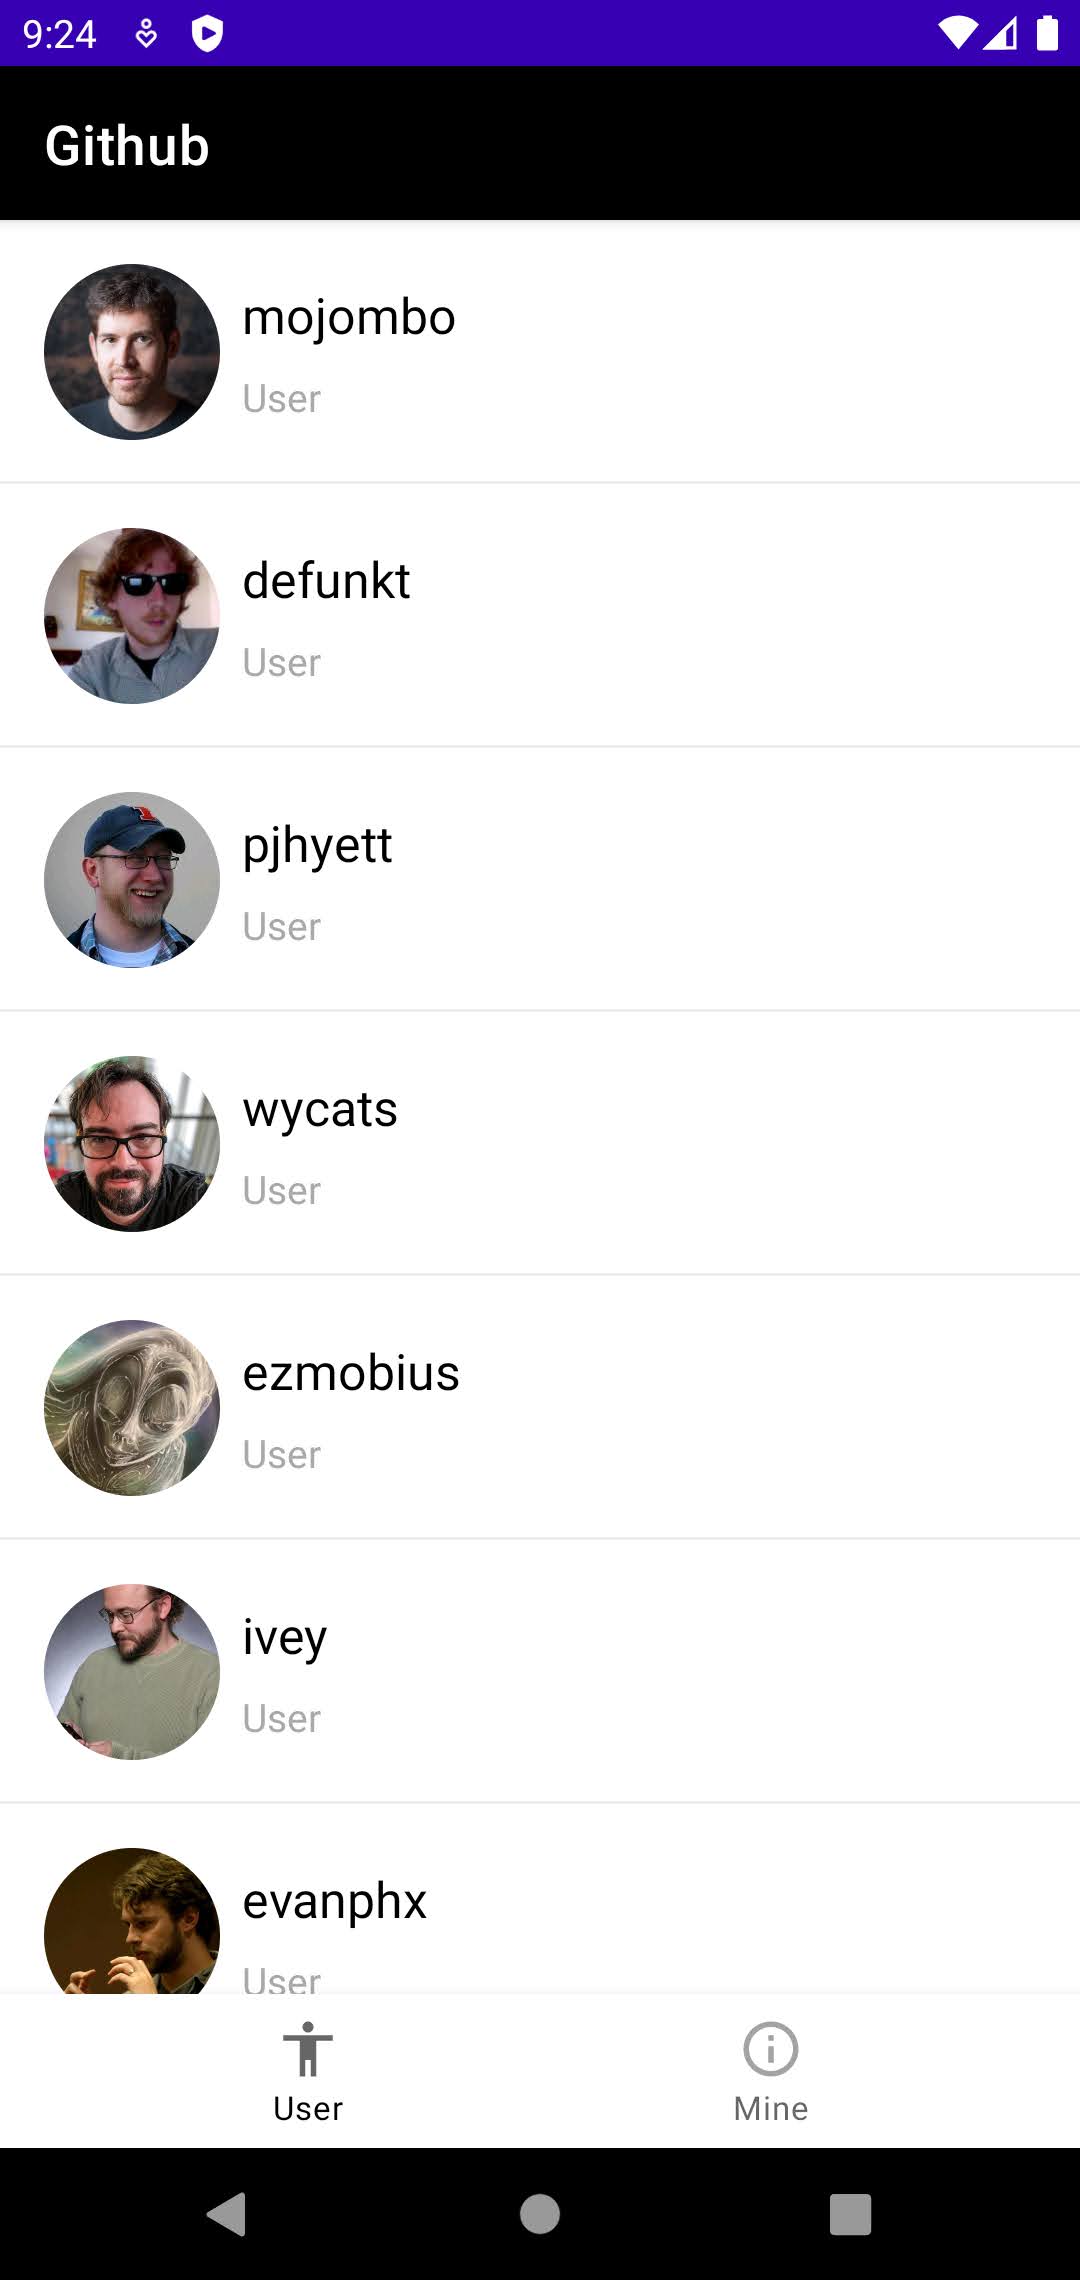 9:24
Github
mojombo
User
defunkt
User
pjhyett
User
wycats
User
ezmobius
User
ivey
User
evanphx
User
User
Mine